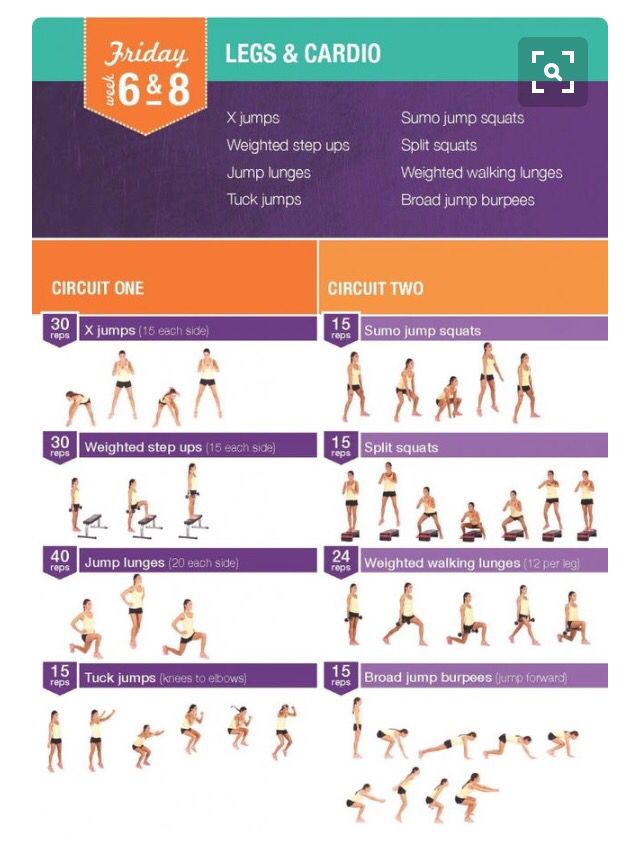 Friday
week
6 & 8
LEGS & CARDIO
X jumps
Weighted step ups
Jump lunges
Tuck jumps
Sumo jump squats
Split squats
Weighted walking lunges
Broad jump burpees
CIRCUIT ONE
30 reps X jumps (15 each side)
30 reps Weighted step ups (15 each side)
40 reps Jump lunges (20 each side)
15 reps Tuck jumps (knees to elbows)
CIRCUIT TWO
15 reps Sumo jump squats
15 reps Split squats
24 reps Weighted walking lunges (12 per leg)
15 reps Broad jump burpees (jump forward)